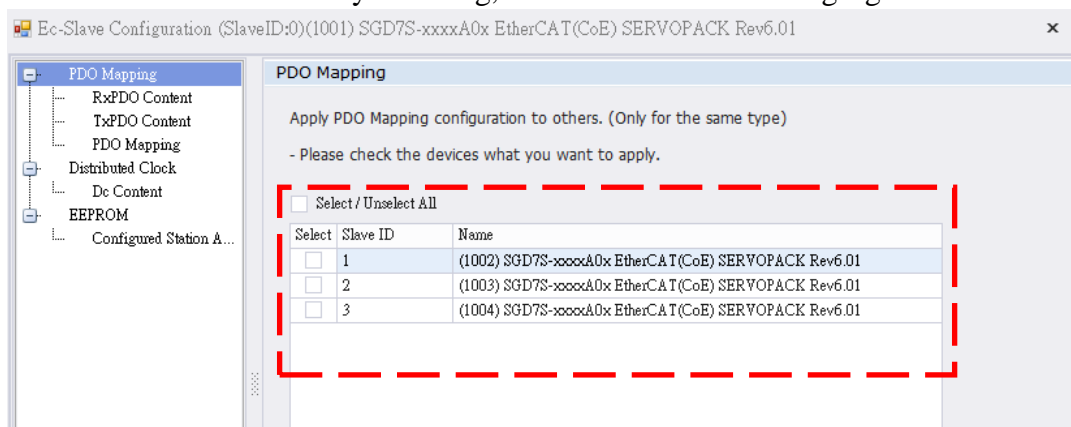 Ec-Slave Configuration (SlaveID:0)(1001) SGD7S-xxxxA0x EtherCAT(CoE) SERVOPACK Rev6.01 ×
PDO Mapping
RxPDO Content
TxPDO Content
PDO Mapping
Distributed Clock
Dc Content
EEPROM
Configured Station A...
PDO Mapping
Apply PDO Mapping configuration to others. (Only for the same type)
- Please check the devices what you want to apply.
Select / Unselect All
Select Slave ID Name
1 (1002) SGD7S-xxxxA0x EtherCAT(CoE) SERVOPACK Rev6.01
2 (1003) SGD7S-xxxxA0x EtherCAT(CoE) SERVOPACK Rev6.01
3 (1004) SGD7S-xxxxA0x EtherCAT(CoE) SERVOPACK Rev6.01